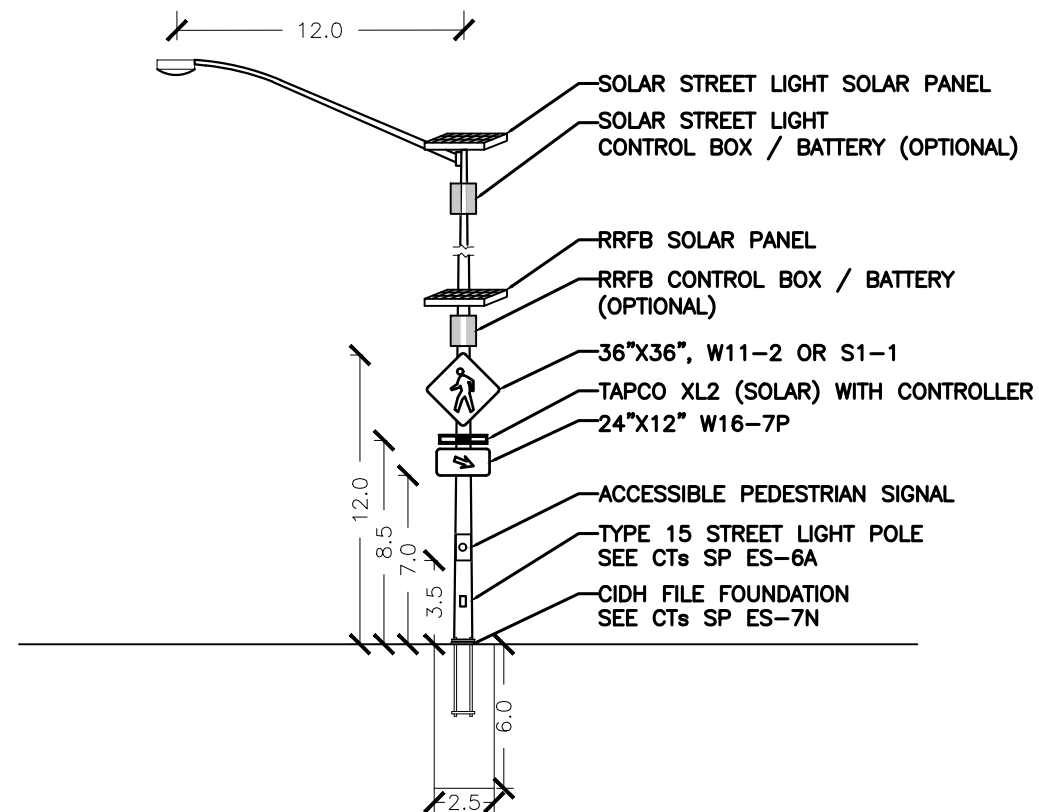 12.0
SOLAR STREET LIGHT SOLAR PANEL
SOLAR STREET LIGHT
CONTROL BOX / BATTERY (OPTIONAL)
RRFB SOLAR PANEL
RRFB CONTROL BOX / BATTERY
(OPTIONAL)
36"X36", W11-2 OR S1-1
TAPCO XL2 (SOLAR) WITH CONTROLLER
24"X12" W16-7P
12.0
8.5
7.0
3.5
ACCESSIBLE PEDESTRIAN SIGNAL
TYPE 15 STREET LIGHT POLE
SEE CTs SP ES-6A
CIDH FILE FOUNDATION
SEE CTs SP ES-7N
6.0
2.5